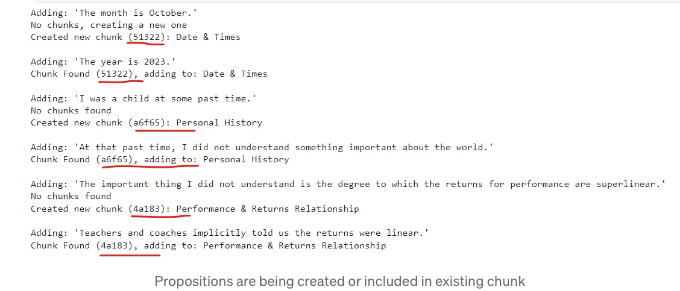 Adding: 'The month is October.'
No chunks, creating a new one
Created new chunk (51322): Date & Times
Adding: 'The year is 2023.'
Chunk Found (51322), adding to: Date & Times
Adding: 'I was a child at some past time.'
No chunks found
Created new chunk (a6f65): Personal History
Adding: 'At that past time, I did not understand something important about the world.'
Chunk Found (a6f65), adding to: Personal History
Adding: 'The important thing I did not understand is the degree to which the returns for performance are superlinear.'
No chunks found
Created new chunk (4a183): Performance & Returns Relationship
Adding: 'Teachers and coaches implicitly told us the returns were linear.'
Chunk Found (4a183), adding to: Performance & Returns Relationship
Propositions are being created or included in existing chunk